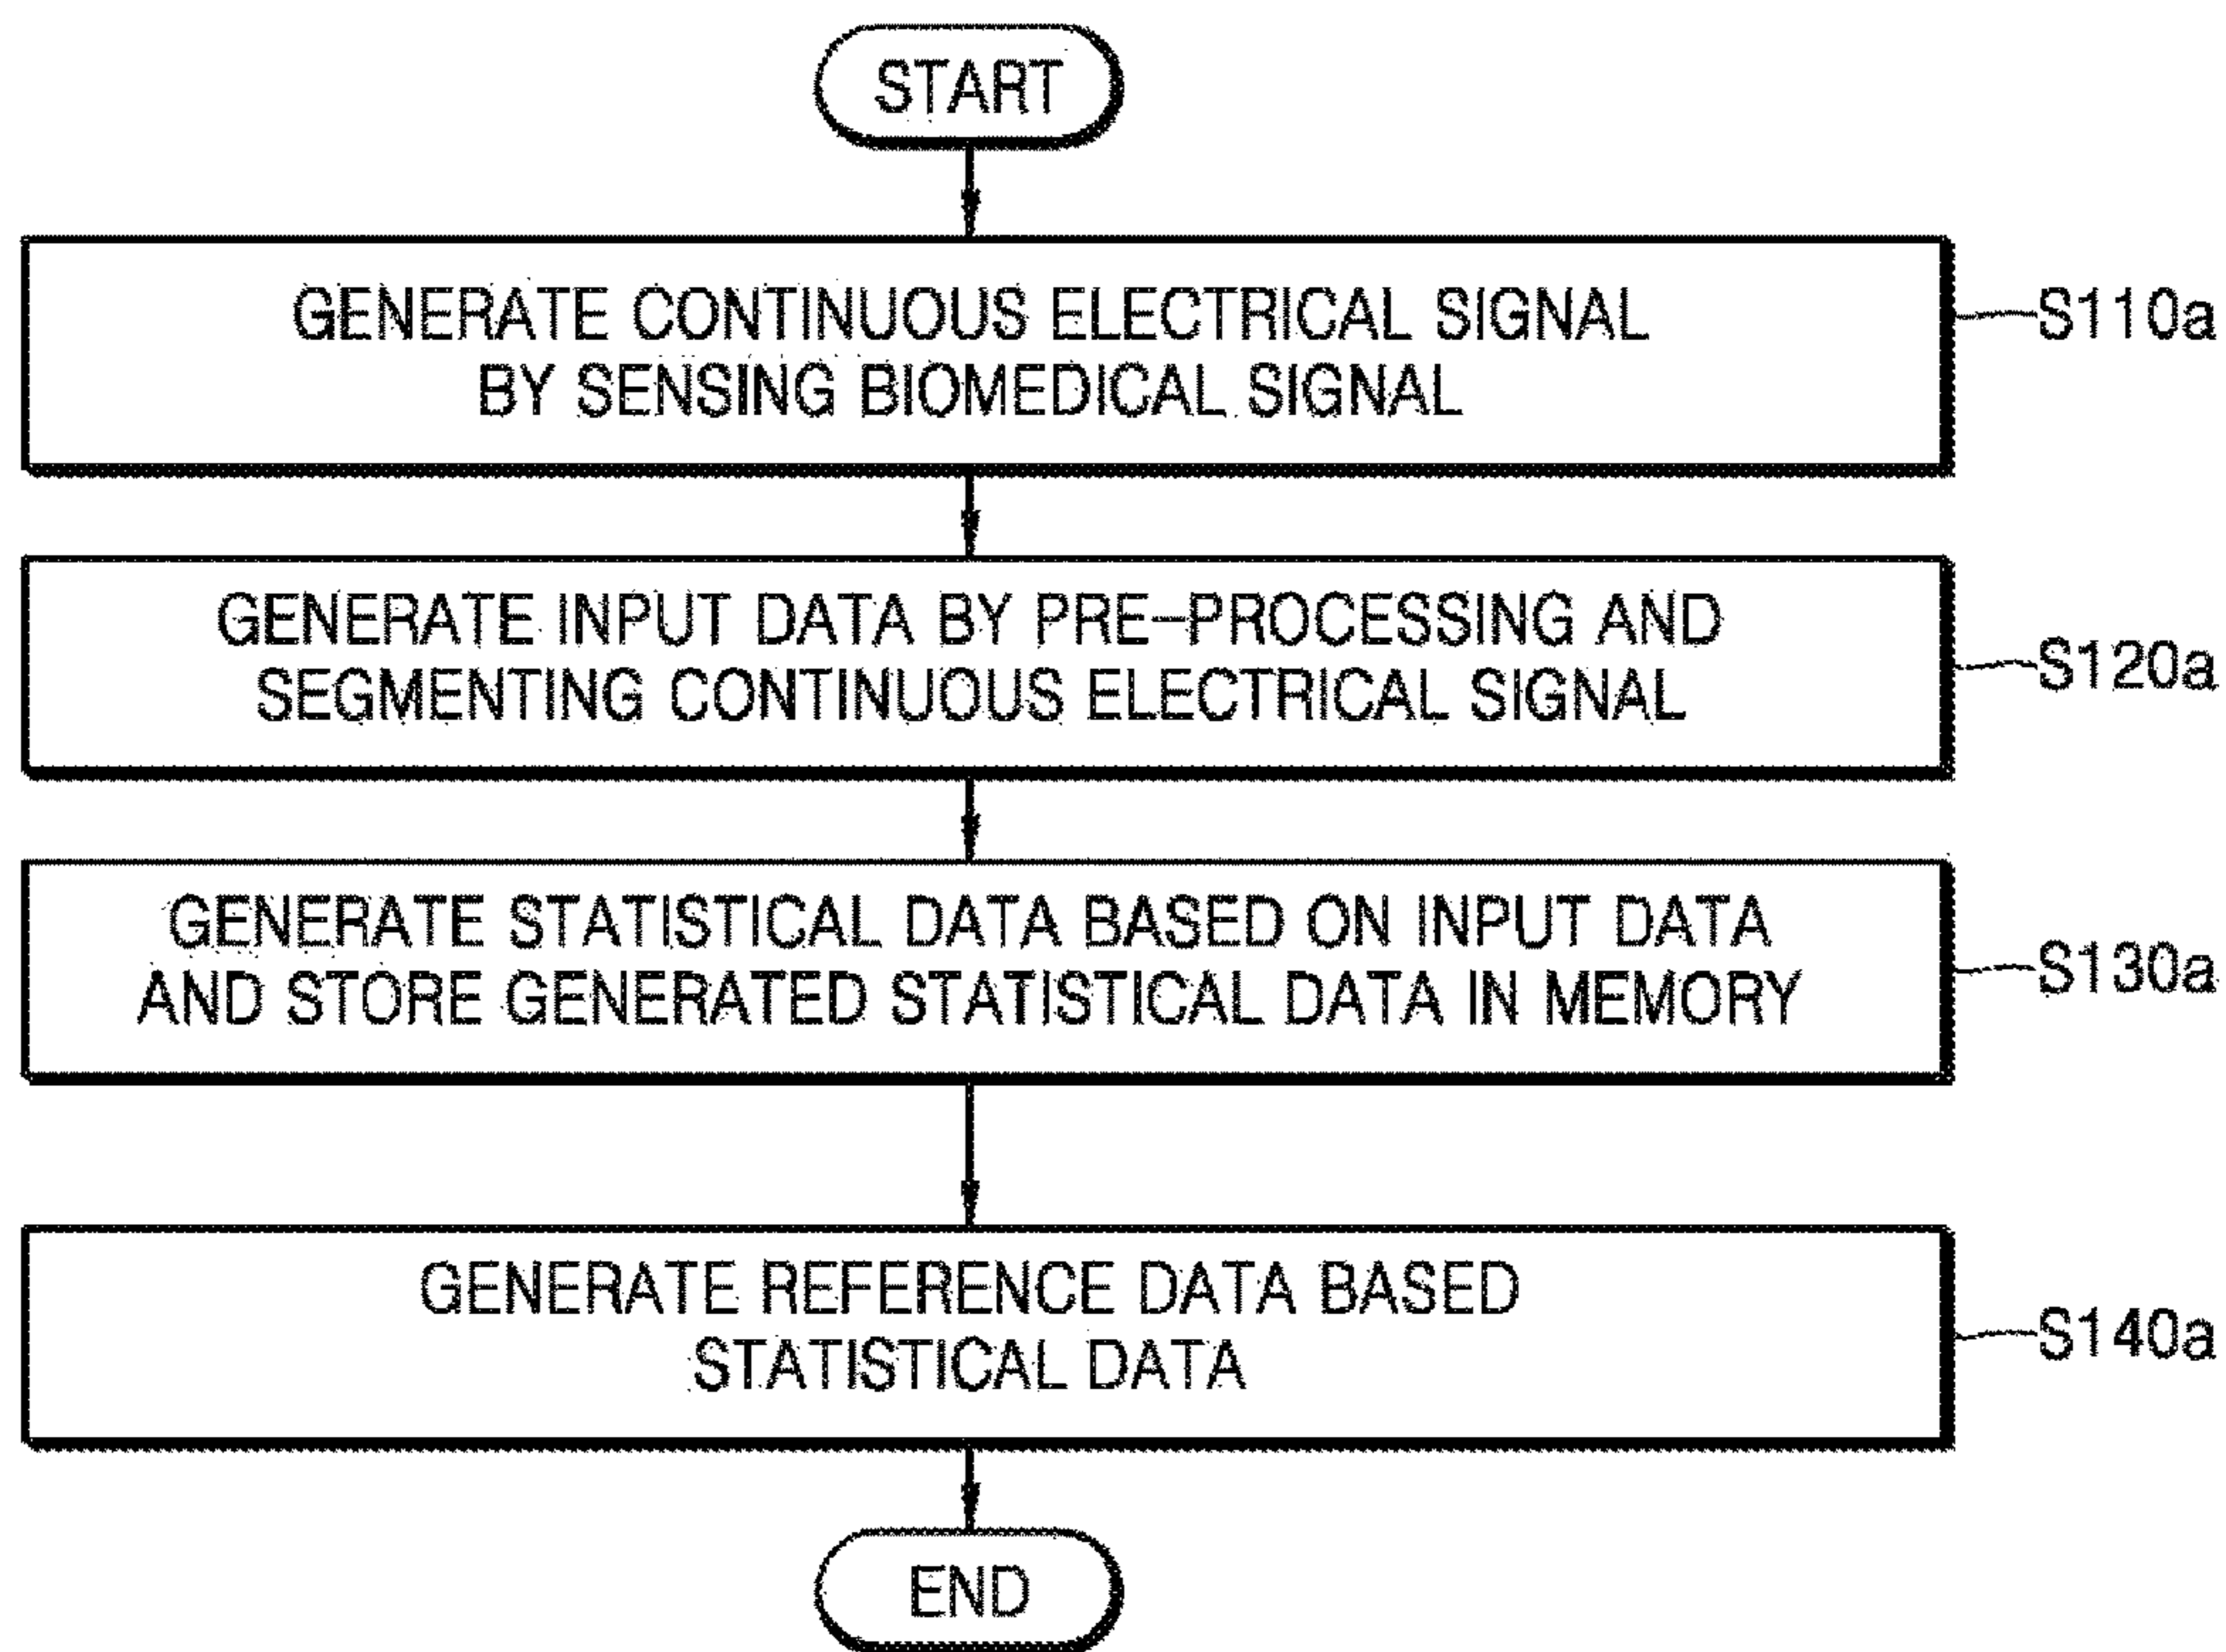 START
GENERATE CONTINUOUS ELECTRICAL SIGNAL
BY SENSING BIOMEDICAL SIGNAL
S110a
GENERATE INPUT DATA BY PRE-PROCESSING AND
SEGMENTING CONTINUOUS ELECTRICAL SIGNAL
S120a
GENERATE STATISTICAL DATA BASED ON INPUT DATA
AND STORE GENERATED STATISTICAL DATA IN MEMORY
S130a
GENERATE REFERENCE DATA BASED
STATISTICAL DATA
S140a
END